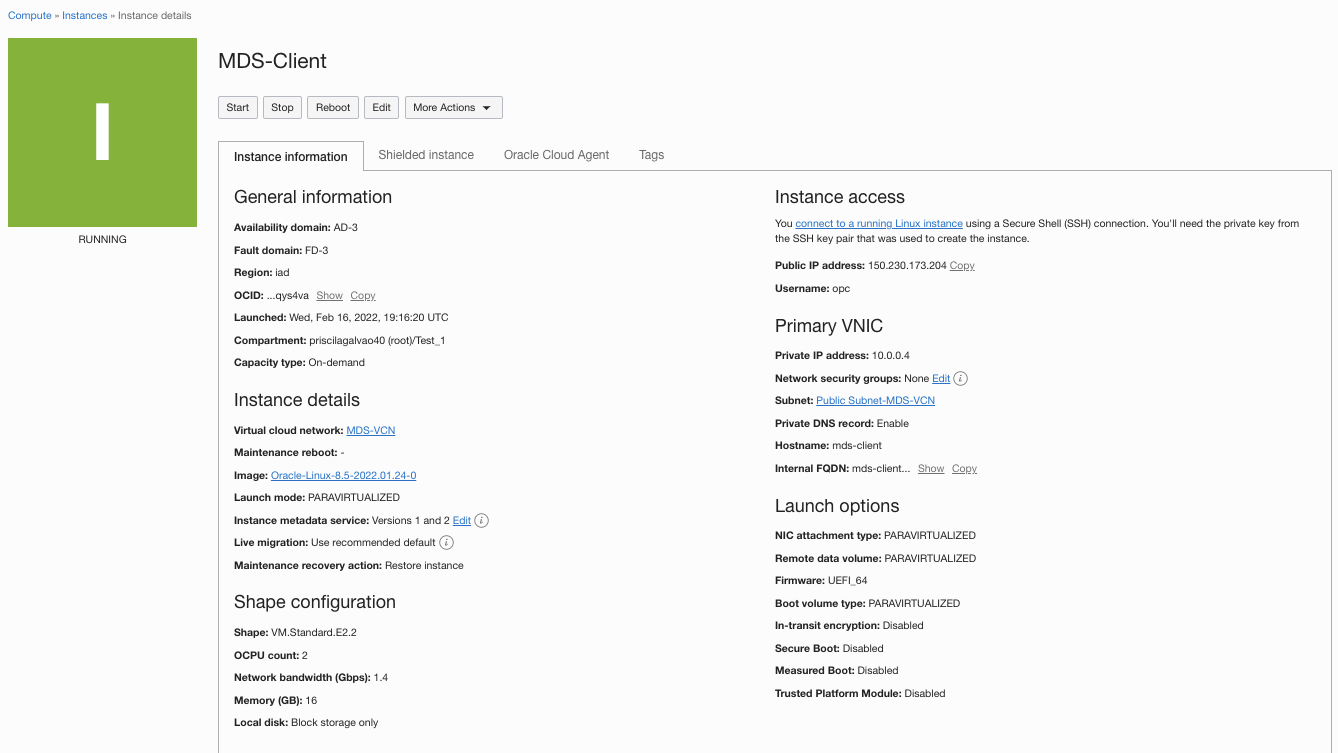 Compute » Instances » Instance details
I
RUNNING
MDS-Client
Start Stop Reboot Edit More Actions
Instance information Shielded instance Oracle Cloud Agent Tags
General information
Availability domain: AD-3
Fault domain: FD-3
Region: iad
OCID: ...qys4va Show Copy
Launched: Wed, Feb 16, 2022, 19:16:20 UTC
Compartment: priscilagalvao40 (root)/Test_1
Capacity type: On-demand
Instance details
Virtual cloud network: MDS-VCN
Maintenance reboot: -
Image: Oracle-Linux-8.5-2022.01.24-0
Launch mode: PARAVIRTUALIZED
Instance metadata service: Versions 1 and 2 Edit i
Live migration: Use recommended default i
Maintenance recovery action: Restore instance
Shape configuration
Shape: VM.Standard.E2.2
OCPU count: 2
Network bandwidth (Gbps): 1.4
Memory (GB): 16
Local disk: Block storage only
Instance access
You connect to a running Linux instance using a Secure Shell (SSH) connection. You'll need the private key from
the SSH key pair that was used to create the instance.
Public IP address: 150.230.173.204 Copy
Username: opc
Primary VNIC
Private IP address: 10.0.0.4
Network security groups: None Edit i
Subnet: Public Subnet-MDS-VCN
Private DNS record: Enable
Hostname: mds-client
Internal FQDN: mds-client... Show Copy
Launch options
NIC attachment type: PARAVIRTUALIZED
Remote data volume: PARAVIRTUALIZED
Firmware: UEFI_64
Boot volume type: PARAVIRTUALIZED
In-transit encryption: Disabled
Secure Boot: Disabled
Measured Boot: Disabled
Trusted Platform Module: Disabled